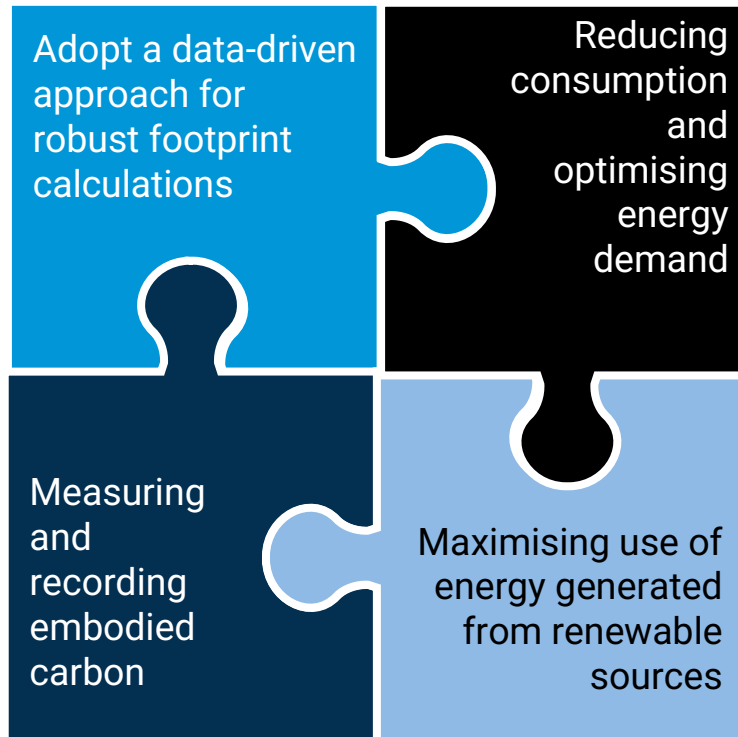 Adopt a data-driven
approach for
robust footprint
calculations
Reducing
consumption
and
optimising
energy
demand
Measuring
and
recording
embodied
carbon
Maximising use of
energy generated
from renewable
sources